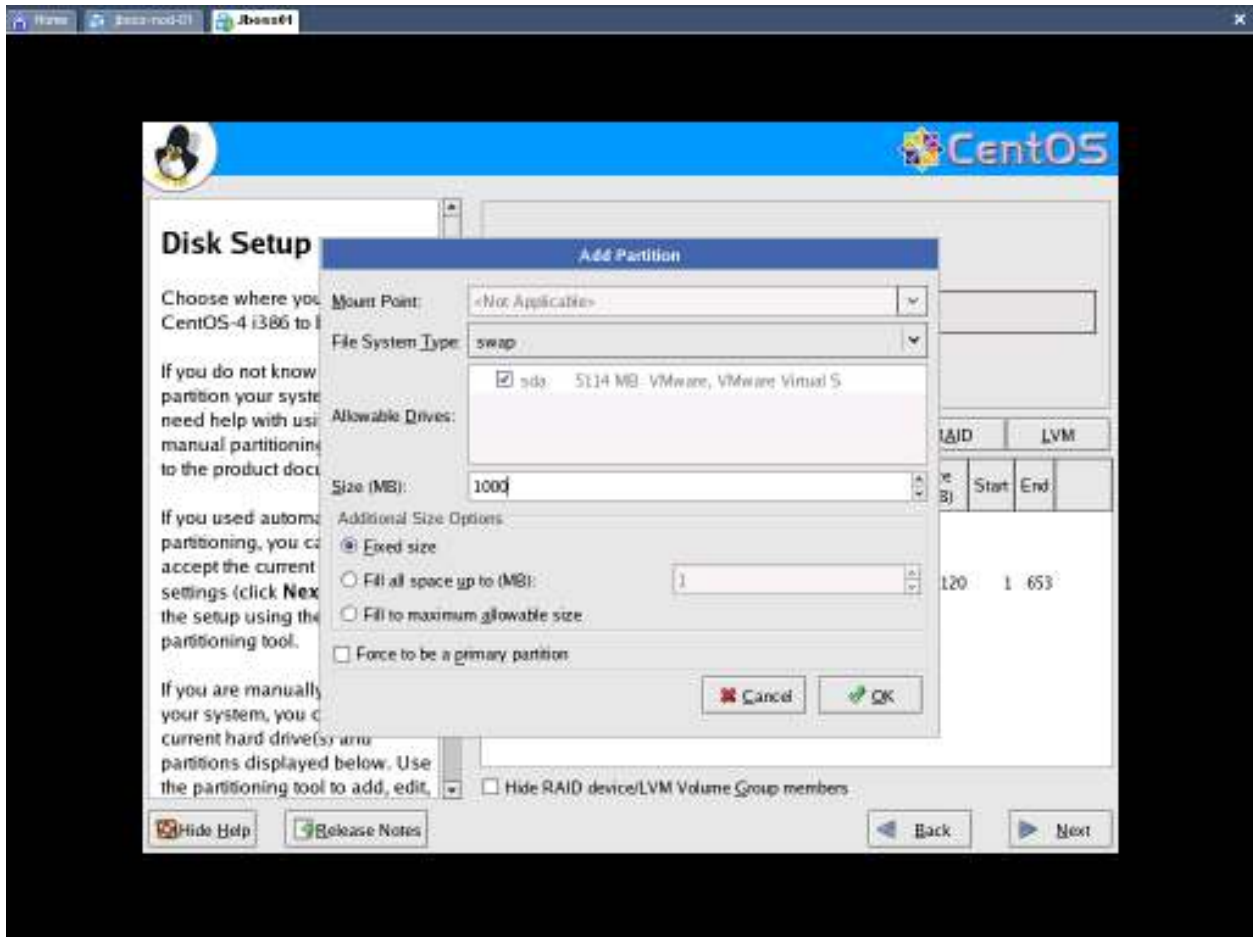 Home
Jboss01
CentOS
Disk Setup
Choose where you
CentOS-4 i386 to
If you do not know
partition your syste
need help with usi
manual partitioning
to the product docu
If you used automa
partitioning, you ca
accept the current
settings (click Nex
the setup using the
partitioning tool.
If you are manually
your system, you c
current hard drive(s) and
partitions displayed below. Use
the partitioning tool to add, edit,
Add Partition
Mount Point:
<Not Applicable>
File System Type:
swap
Allowable Drives:
sda 5114 MB VMware, VMware Virtual S
Size (MB):
1000
Additional Size Options
Fixed size
Fill all space up to (MB):
1
Fill to maximum allowable size
Force to be a primary partition
Cancel
OK
RAID
LVM
Start
End
120 1 653
Hide RAID device/LVM Volume Group members
Hide Help
Release Notes
Back
Next